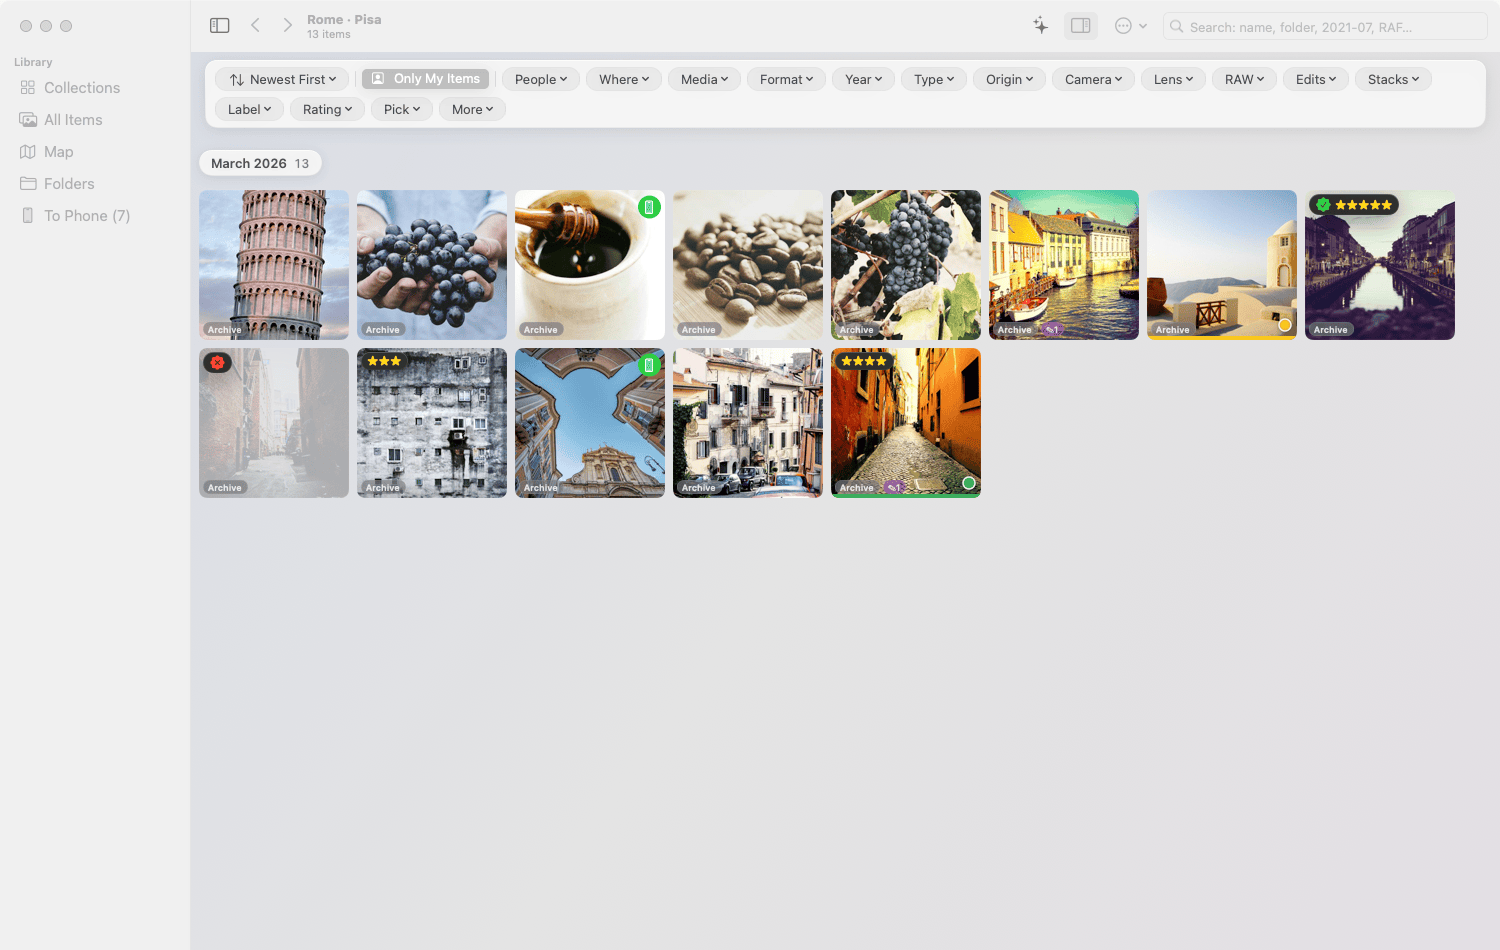 Rome · Pisa
13 items
Search: name, folder, 2021-07, RAF...
Library
Collections
All Items
Map
Folders
To Phone (7)
Newest First
Only My Items
People
Where
Media
Format
Year
Type
Origin
Camera
Lens
RAW
Edits
Stacks
Label
Rating
Pick
More
March 2026 13
Archive
Archive
Archive
Archive
Archive
Archive
1
Archive
Archive
Archive
Archive
Archive
Archive
Archive
1